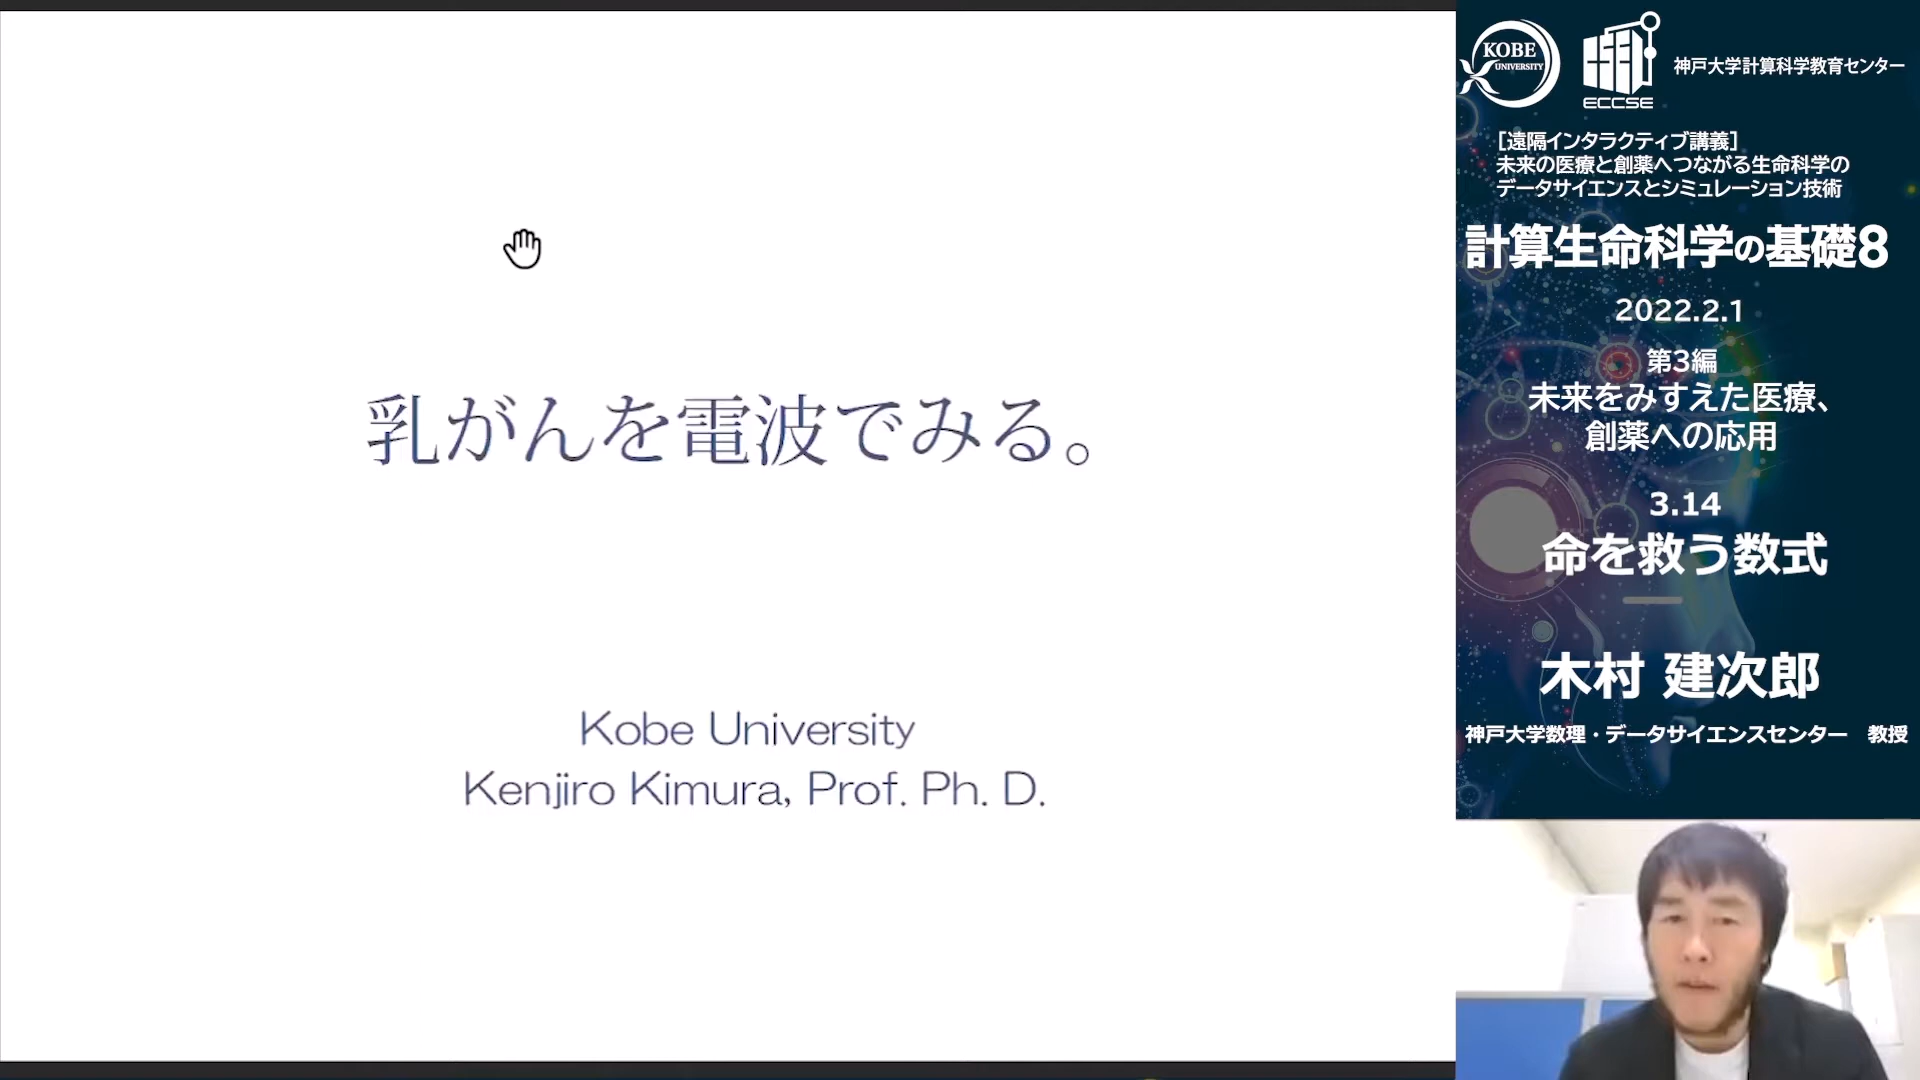 乳がんを電波でみる。
Kobe University
Kenjiro Kimura, Prof. Ph. D.
KOBE
UNIVERSITY
ECCSE
神戸大学計算科学教育センター
［遠隔インタラクティブ講義］
未来の医療と創薬へつながる生命科学の
データサイエンスとシミュレーション技術
計算生命科学の基礎8
2022.2.1
第3編
未来をみすえた医療、
創薬への応用
3.14
命を救う数式
木村 建次郎
神戸大学数理・データサイエンスセンター　教授